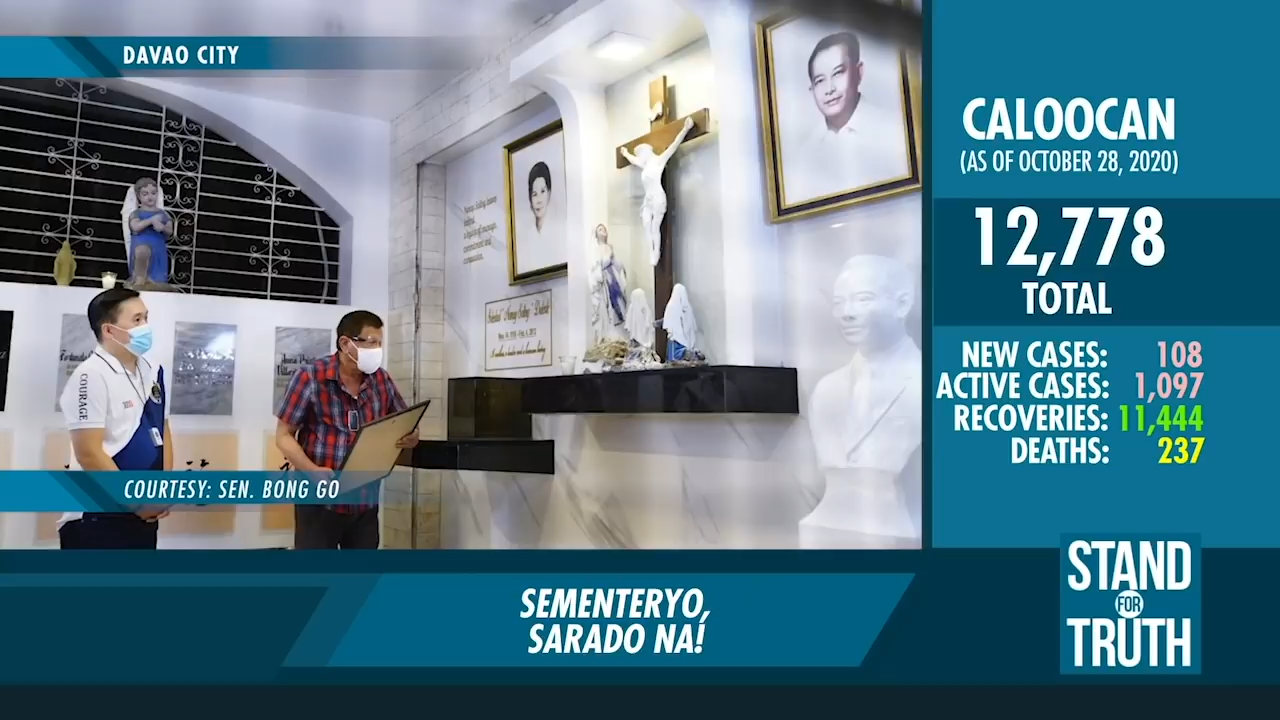 DAVAO CITY
COURAGE
COURTESY: SEN. BONG GO
SEMENTERYO,
SARADO NA!
CALOOCAN
(AS OF OCTOBER 28, 2020)
12,778
TOTAL
NEW CASES: 108
ACTIVE CASES: 1,097
RECOVERIES: 11,444
DEATHS: 237
STAND
FOR
TRUTH